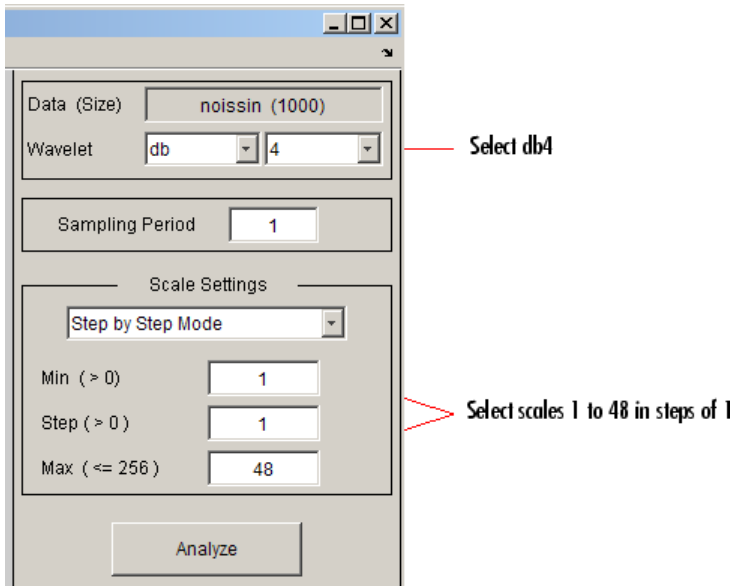 Data (Size) noissin (1000)
Wavelet db 4
Select db4
Sampling Period 1
Scale Settings
Step by Step Mode
Min ( > 0) 1
Step ( > 0 ) 1
Select scales 1 to 48 in steps of 1
Max ( <= 256 ) 48
Analyze